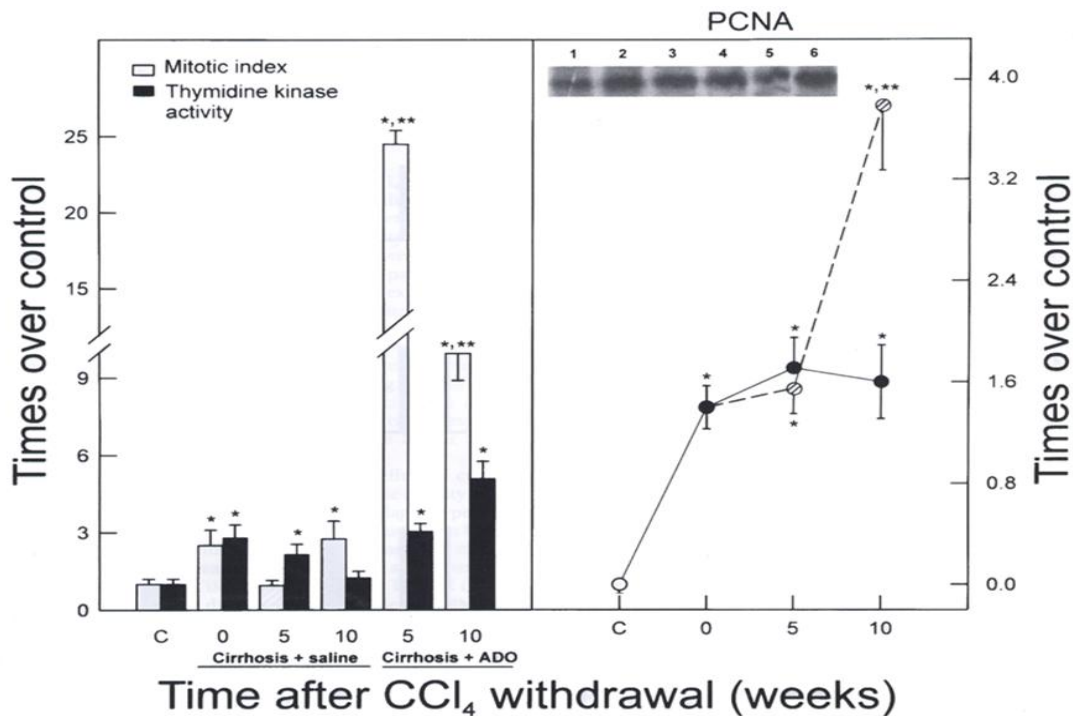 PCNA
1 2 3 4 5 6
Mitotic index
Thymidine kinase
activity
Times over control
25
20
15
9
6
3
0
*,**
*,**
* * * * * *
C 0 5 10 5 10
Cirrhosis + saline Cirrhosis + ADO
*,**
*
*
*
*
4.0
3.2
2.4
1.6
0.8
0.0
Times over control
C 0 5 10
Time after CCl₄ withdrawal (weeks)